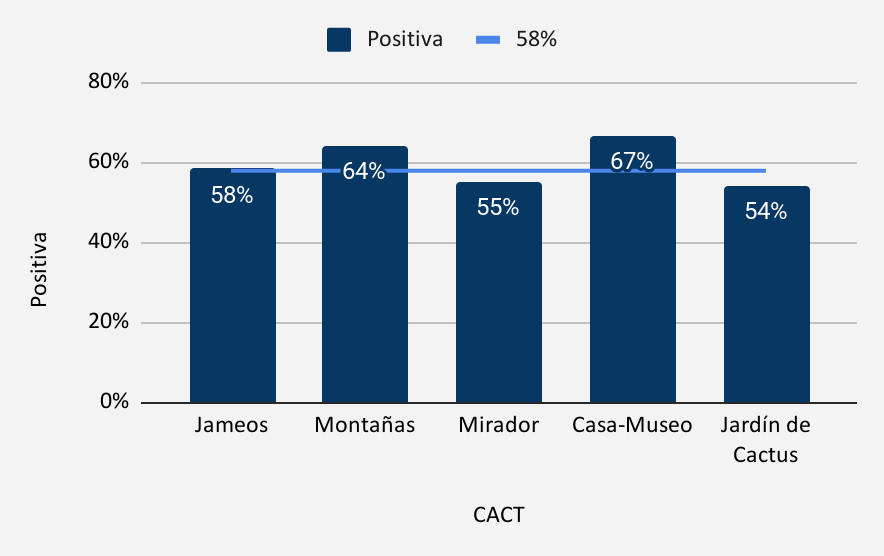 Positiva 58%
80%
60%
40%
20%
0%
Positiva
58%
64%
55%
67%
54%
Jameos Montañas Mirador Casa-Museo Jardín de
Cactus
CACT